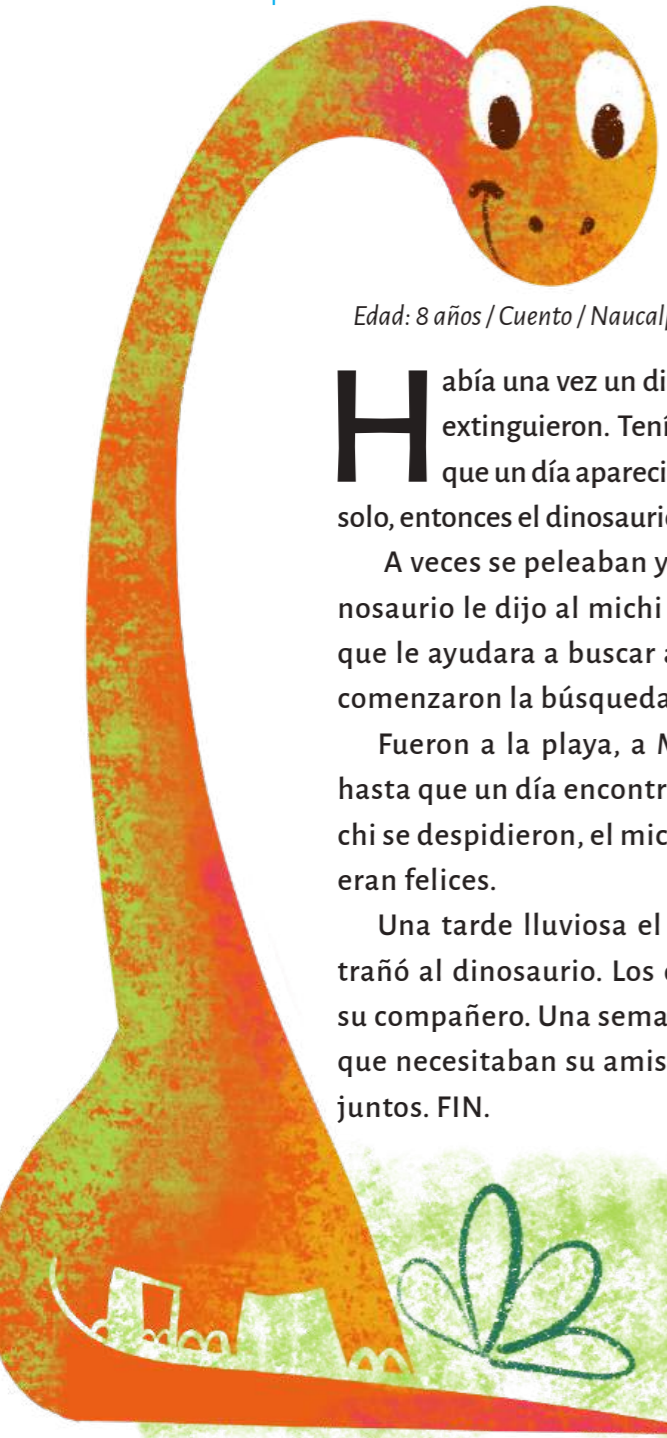 Edad: 8 años / Cuento / Naucalp
Había una vez un di
extinguieron. Tení
que un día apareci
solo, entonces el dinosaurio
A veces se peleaban y
nosaurio le dijo al michi
que le ayudara a buscar a
comenzaron la búsqueda
Fueron a la playa, a M
hasta que un día encontr
chi se despidieron, el mic
eran felices.
Una tarde lluviosa el
trañó al dinosaurio. Los
su compañero. Una sema
que necesitaban su amis
juntos. FIN.